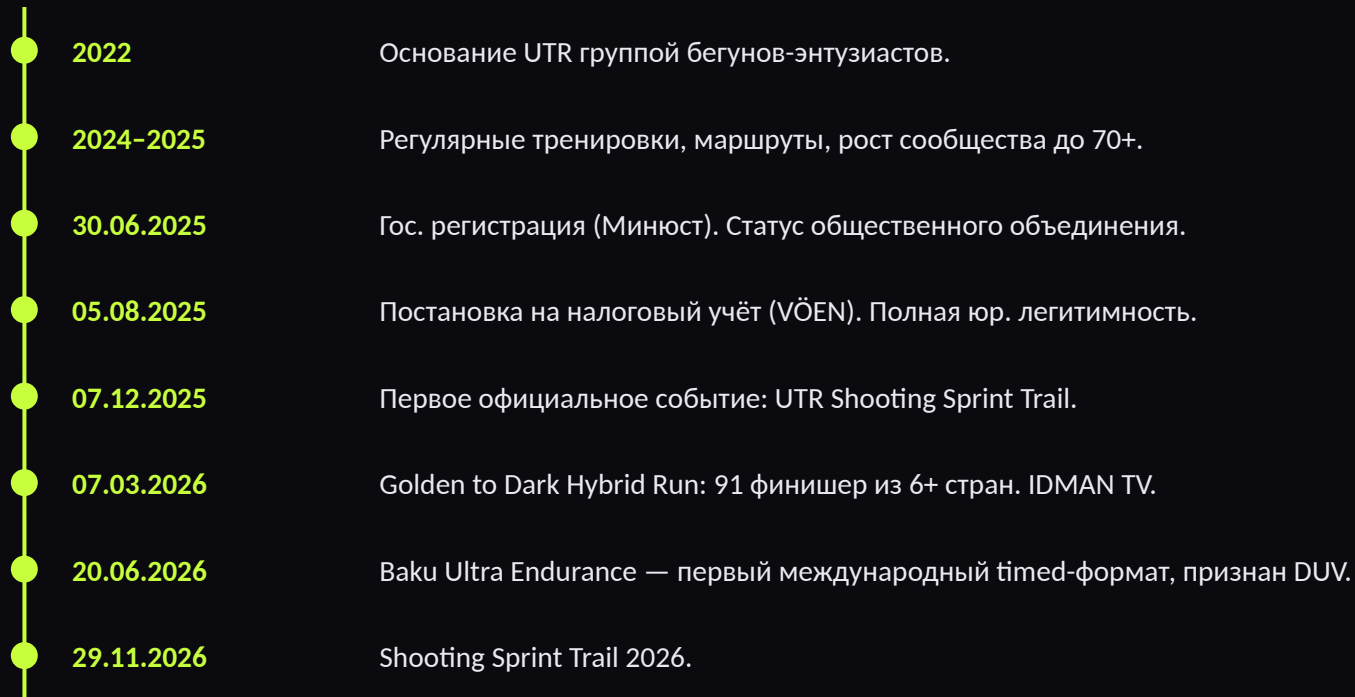 2022 Основание UTR группой бегунов-энтузиастов.
2024–2025 Регулярные тренировки, маршруты, рост сообщества до 70+.
30.06.2025 Гос. регистрация (Минюст). Статус общественного объединения.
05.08.2025 Постановка на налоговый учёт (VÖEN). Полная юр. легитимность.
07.12.2025 Первое официальное событие: UTR Shooting Sprint Trail.
07.03.2026 Golden to Dark Hybrid Run: 91 финишер из 6+ стран. IDMAN TV.
20.06.2026 Baku Ultra Endurance — первый международный timed-формат, признан DUV.
29.11.2026 Shooting Sprint Trail 2026.